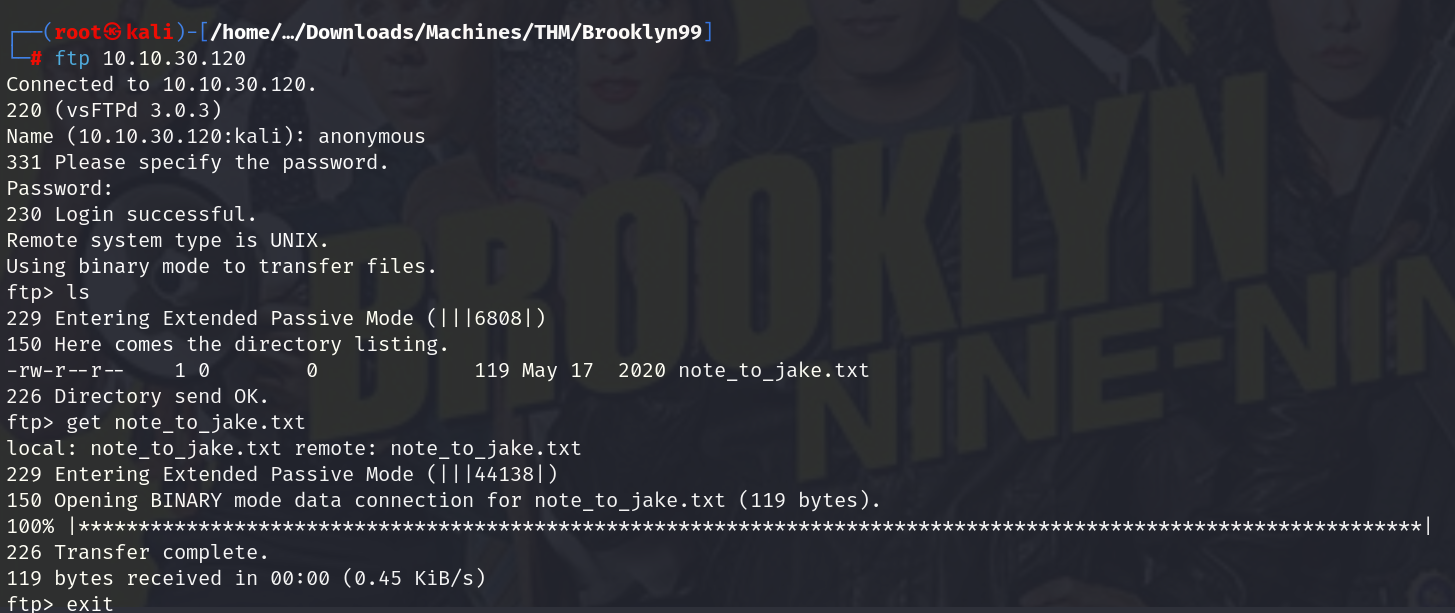 ┌──(root㉿kali)-[/home/…/Downloads/Machines/THM/Brooklyn99]
└─# ftp 10.10.30.120
Connected to 10.10.30.120.
220 (vsFTPd 3.0.3)
Name (10.10.30.120:kali): anonymous
331 Please specify the password.
Password:
230 Login successful.
Remote system type is UNIX.
Using binary mode to transfer files.
ftp> ls
229 Entering Extended Passive Mode (|||6808|)
150 Here comes the directory listing.
-rw-r--r--    1 0        0             119 May 17  2020 note_to_jake.txt
226 Directory send OK.
ftp> get note_to_jake.txt
local: note_to_jake.txt remote: note_to_jake.txt
229 Entering Extended Passive Mode (|||44138|)
150 Opening BINARY mode data connection for note_to_jake.txt (119 bytes).
100% |****************************************************************************************************************|
226 Transfer complete.
119 bytes received in 00:00 (0.45 KiB/s)
ftp> exit
BROOKLYN
NINE-NIN